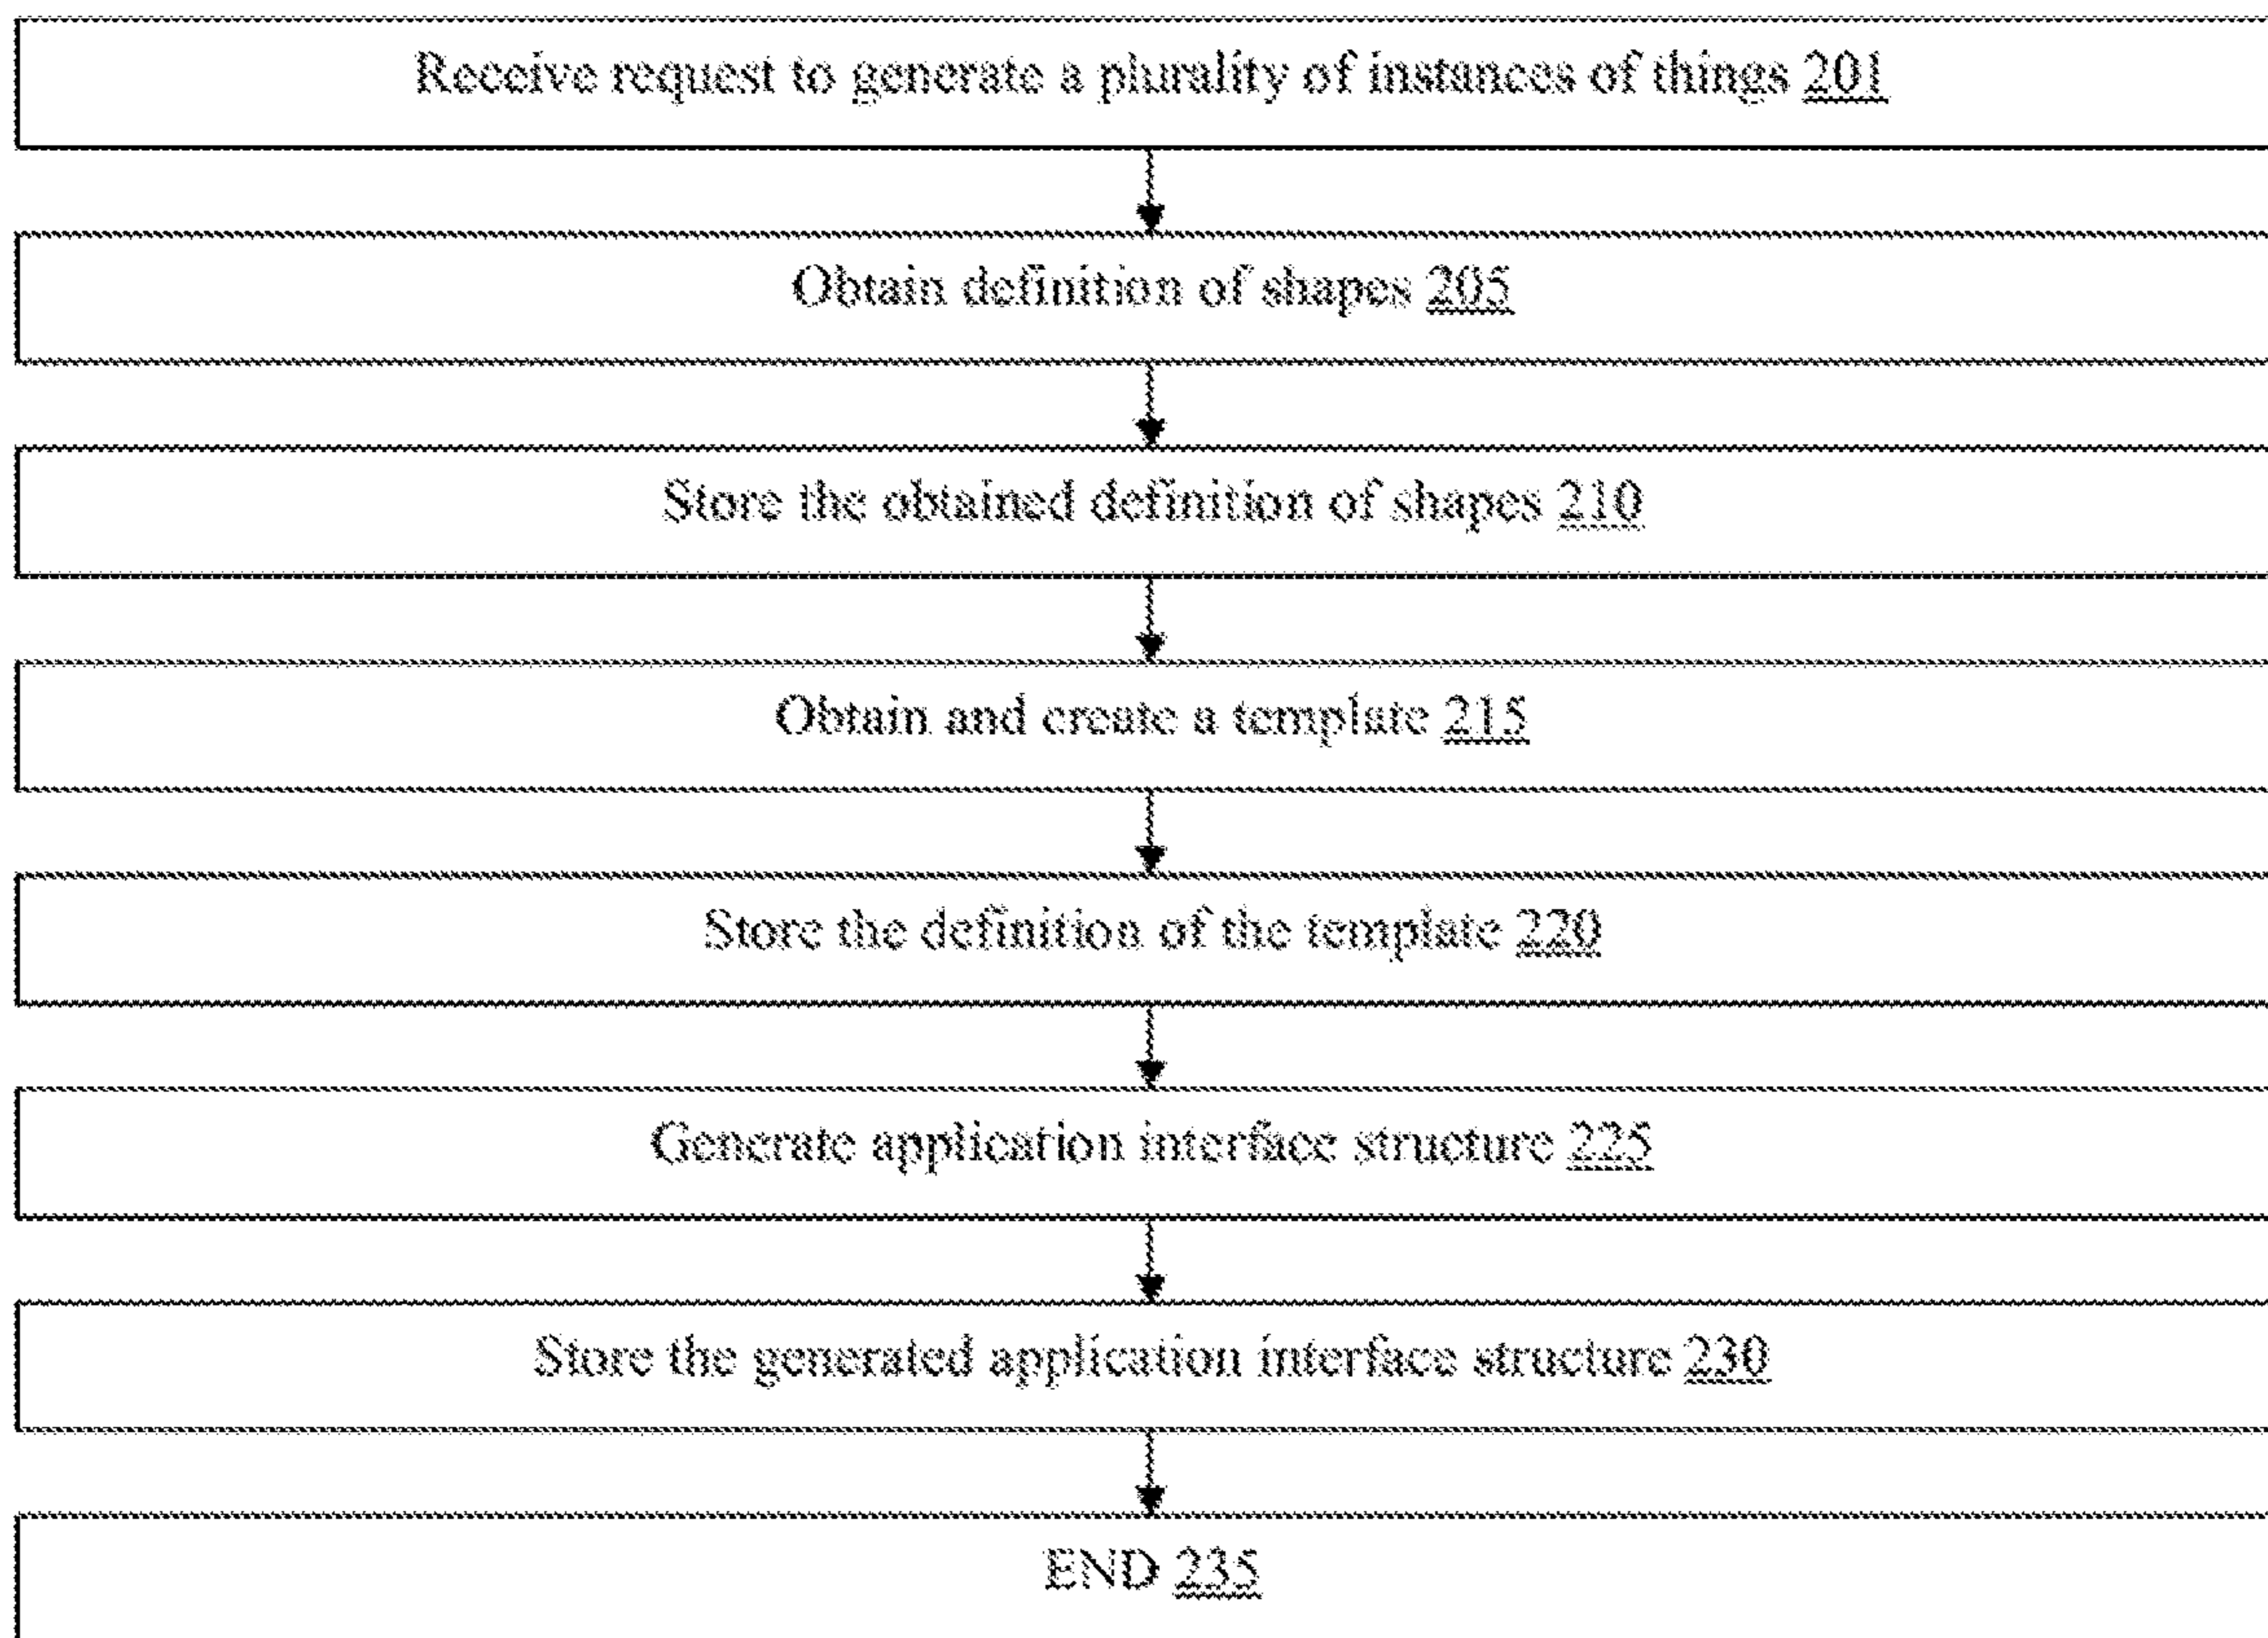 Receive request to generate a plurality of instances of things 201
Obtain definition of shapes 205
Store the obtained definition of shapes 210
Obtain and create a template 215
Store the definition of the template 220
Generate application interface structure 225
Store the generated application interface structure 230
END 235